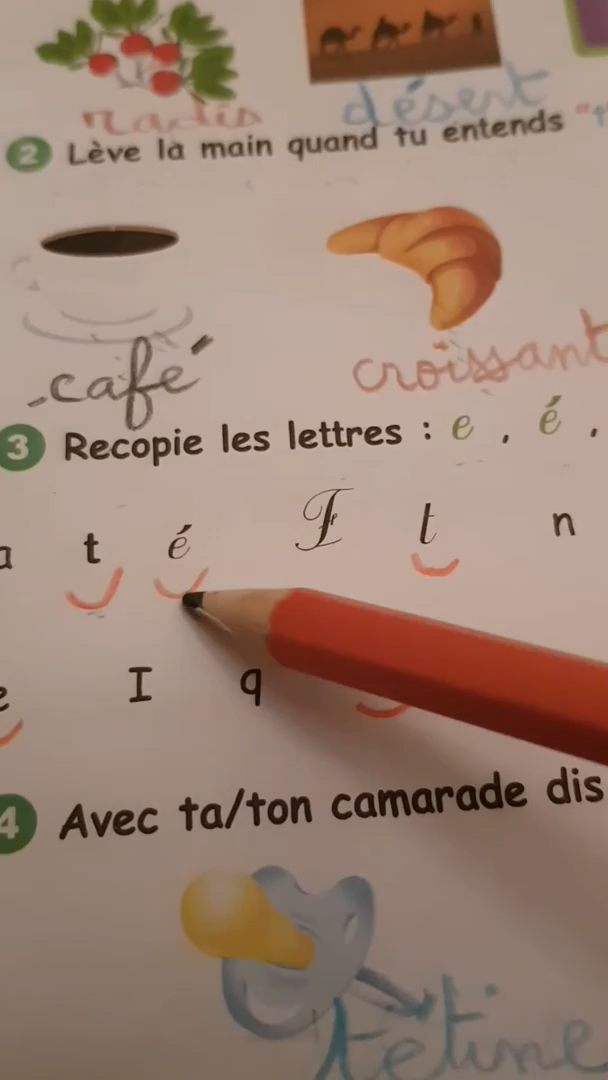 radis désert
2 Lève la main quand tu entends "t
café croissant
3 Recopie les lettres : e , é ,
a t é F t n
e I q
4 Avec ta/ton camarade dis
tétine